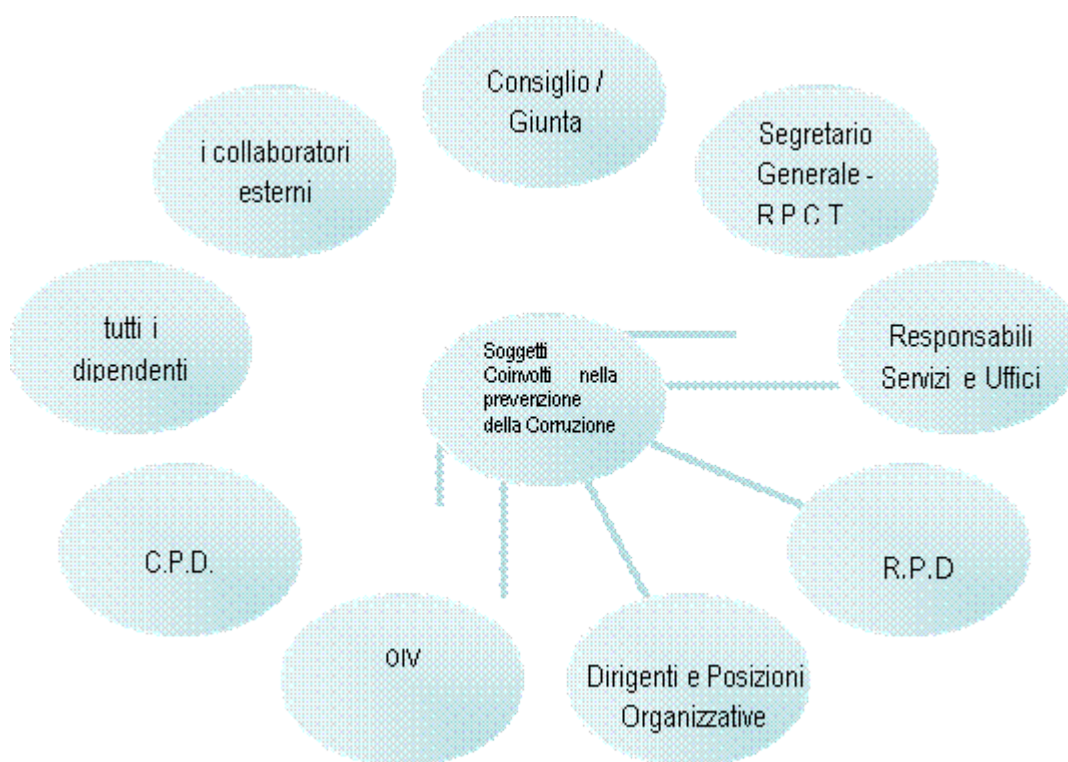 Consiglio /
Giunta
i collaboratori
esterni
Segretario
Generale -
R P C T
tutti i
dipendenti
Soggetti
Coinvolti nella
prevenzione
della Corruzione
Responsabili
Servizi e Uffici
C.P.D.
R.P.D
OIV
Dirigenti e Posizioni
Organizzative